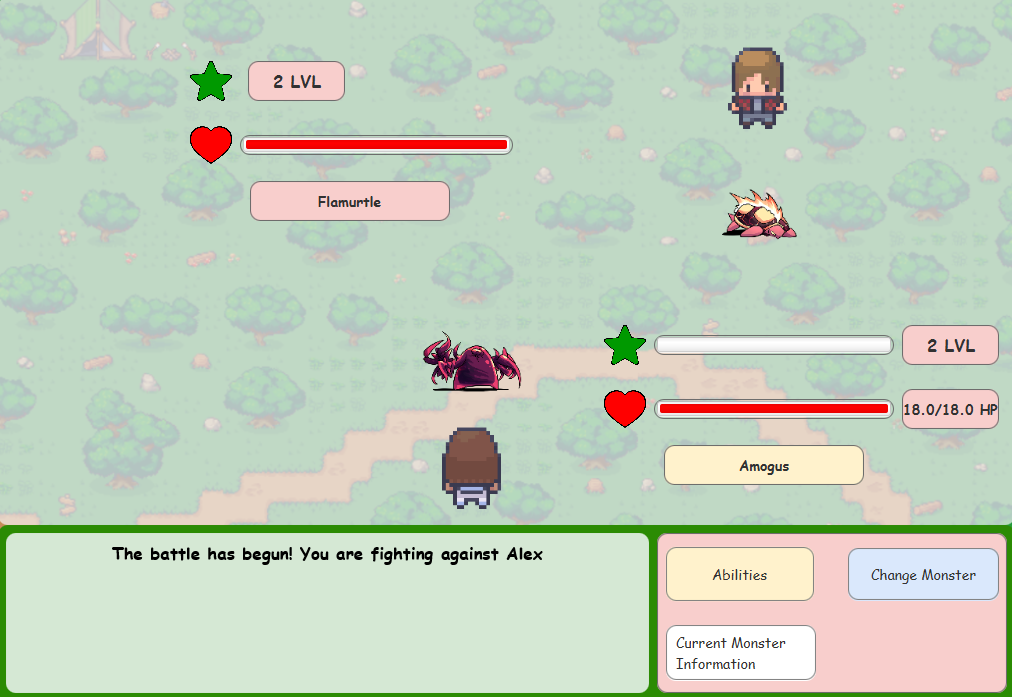 2 LVL
Flamurtle
2 LVL
18.0/18.0 HP
Amogus
The battle has begun! You are fighting against Alex
Abilities
Change Monster
Current Monster
Information